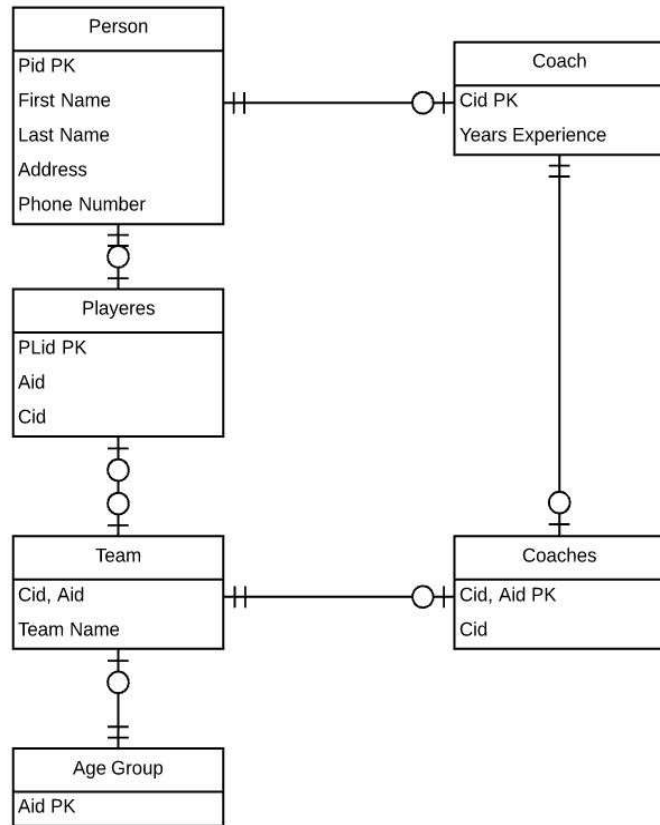 Person
Pid PK
First Name
Last Name
Address
Phone Number
Coach
Cid PK
Years Experience
Playeres
PLid PK
Aid
Cid
Team
Cid, Aid
Team Name
Coaches
Cid, Aid PK
Cid
Age Group
Aid PK